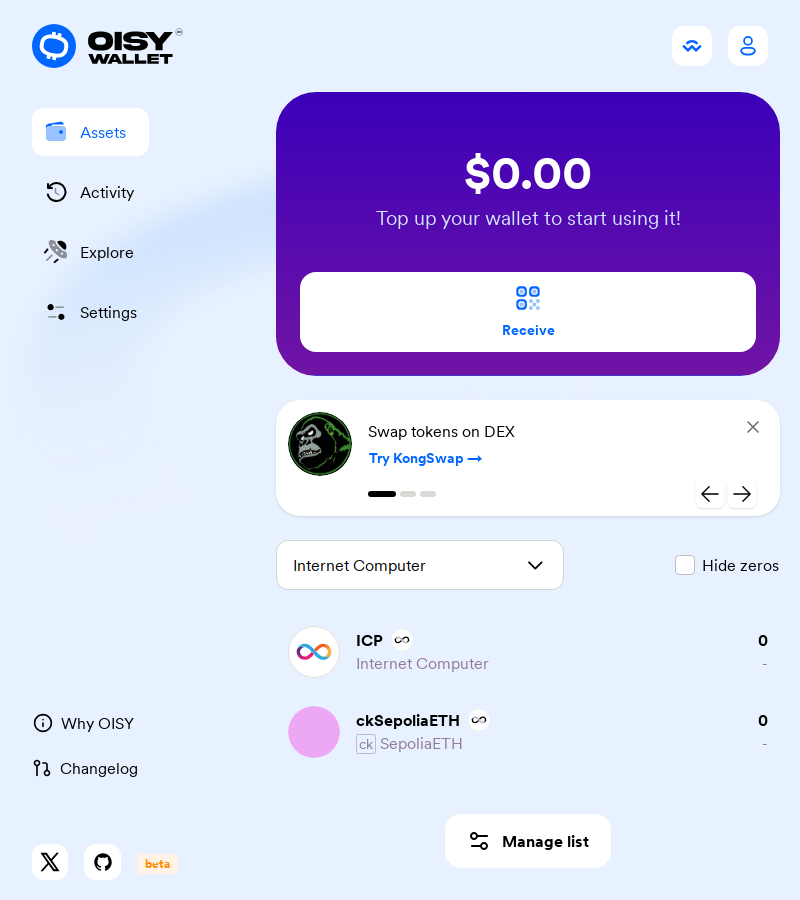 OISY
WALLET
Assets
Activity
Explore
Settings
$0.00
Top up your wallet to start using it!
Receive
Swap tokens on DEX
Try KongSwap →
Internet Computer
Hide zeros
ICP
0
Internet Computer
-
ckSepoliaETH
0
ck SepoliaETH
-
Why OISY
Changelog
Manage list
beta